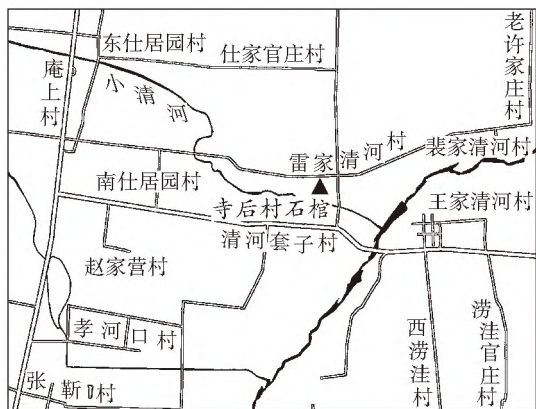 东仕居园村
仕家官庄村
老许家庄村
庵上村
小清河
雷家清河村
裴家清河村
南仕居园村
寺后村石棺
王家清河村
清河套子村
赵家营村
孝河口村
西涝洼村
涝洼官庄村
张靳村